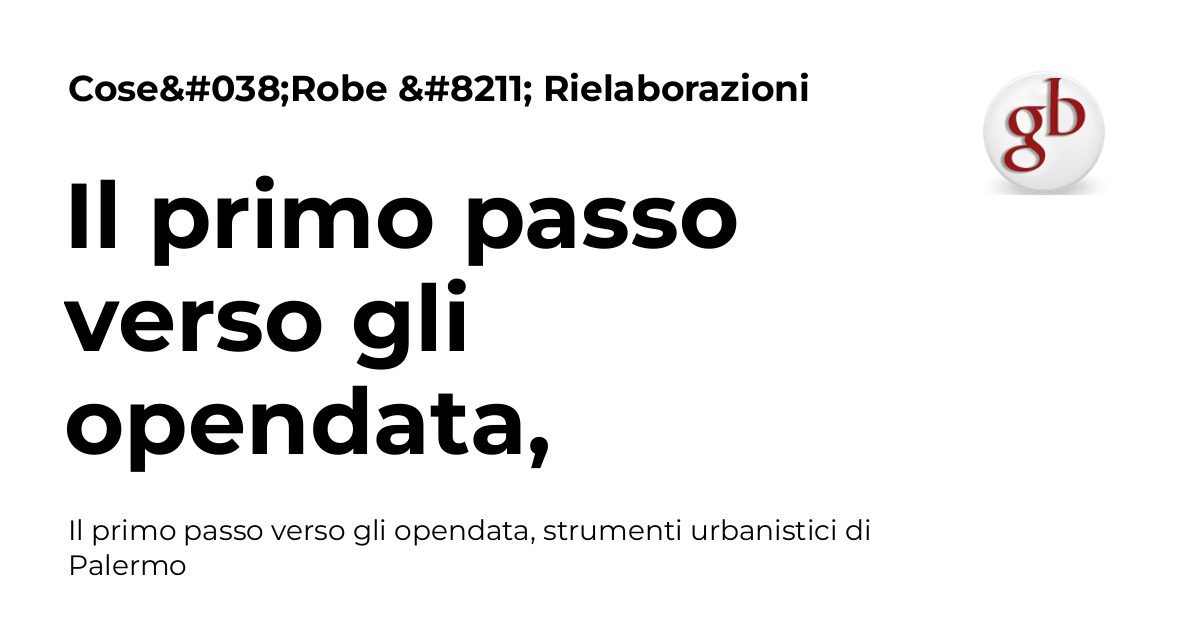 Cose&#038;Robe &#8211; Rielaborazioni
gb
Il primo passo
verso gli
opendata,
Il primo passo verso gli opendata, strumenti urbanistici di
Palermo